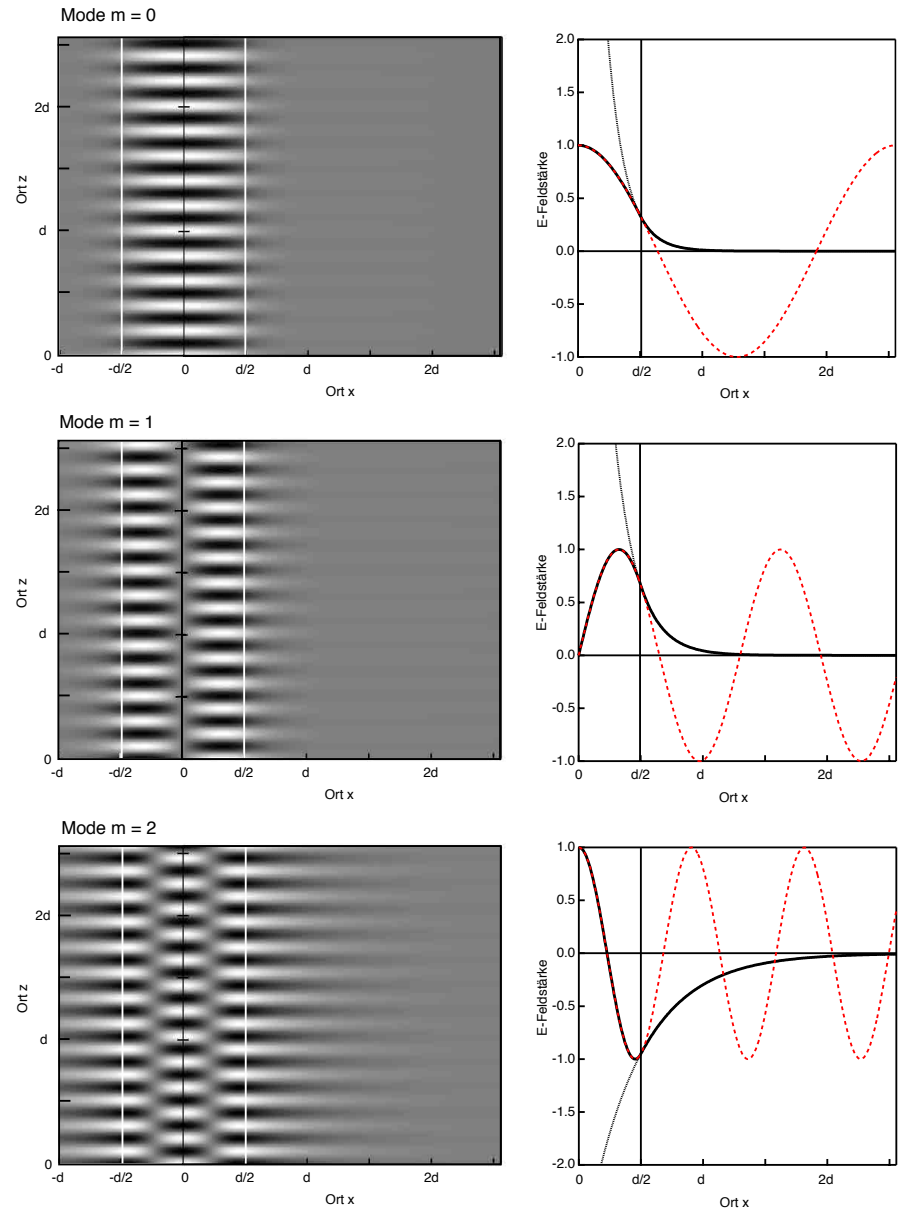 Mode m = 0
2d
d
0
Ort z
-d
-d/2
0
d/2
d
2d
Ort x
2.0
1.5
1.0
0.5
0.0
-0.5
-1.0
E-Feldstärke
0
d/2
d
2d
Ort x
Mode m = 1
2d
d
0
Ort z
-d
-d/2
0
d/2
d
2d
Ort x
2.0
1.5
1.0
0.5
0.0
-0.5
-1.0
E-Feldstärke
0
d/2
d
2d
Ort x
Mode m = 2
2d
d
0
Ort z
-d
-d/2
0
d/2
d
2d
Ort x
1.0
0.5
0.0
-0.5
-1.0
-1.5
-2.0
E-Feldstärke
0
d/2
d
2d
Ort x